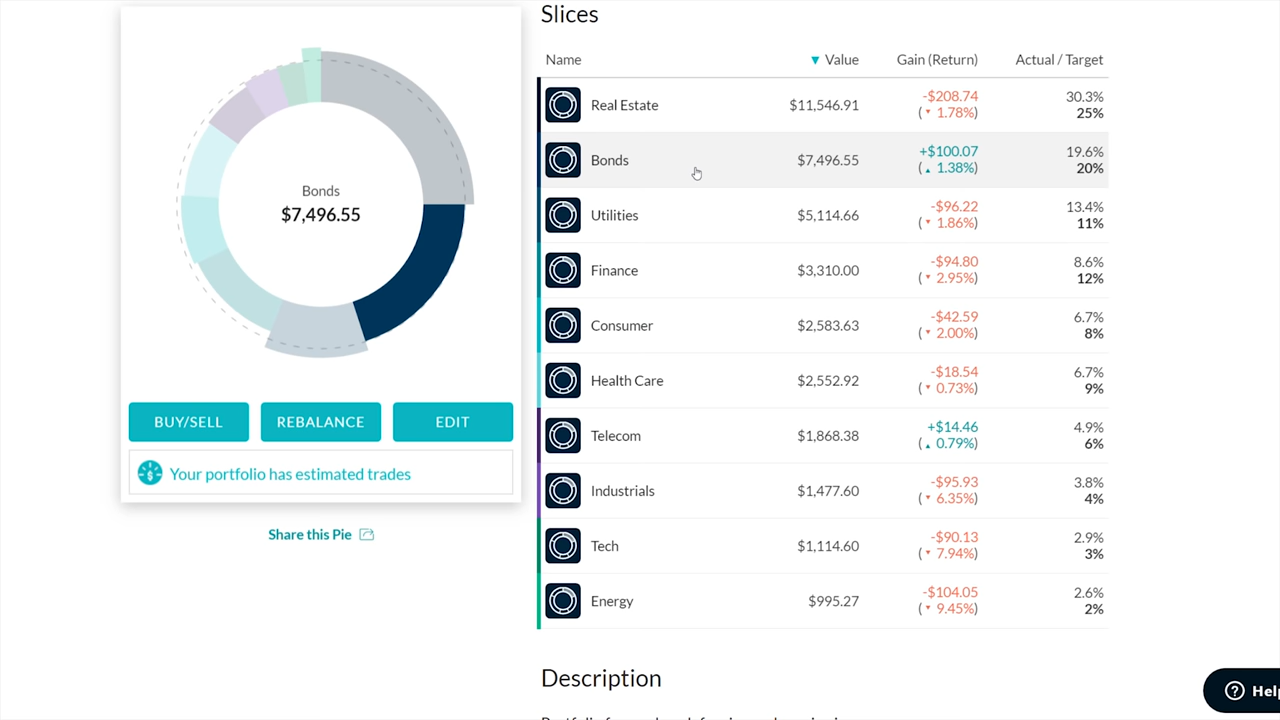 Slices
Name ▼ Value Gain (Return) Actual / Target
Real Estate $11,546.91 -$208.74 30.3%
(▼ 1.78%) 25%
Bonds $7,496.55 +$100.07 19.6%
(▲ 1.38%) 20%
Utilities $5,114.66 -$96.22 13.4%
(▼ 1.86%) 11%
Finance $3,310.00 -$94.80 8.6%
(▼ 2.95%) 12%
Consumer $2,583.63 -$42.59 6.7%
(▼ 2.00%) 8%
Health Care $2,552.92 -$18.54 6.7%
(▼ 0.73%) 9%
Telecom $1,868.38 +$14.46 4.9%
(▲ 0.79%) 6%
Industrials $1,477.60 -$95.93 3.8%
(▼ 6.35%) 4%
Tech $1,114.60 -$90.13 2.9%
(▼ 7.94%) 3%
Energy $995.27 -$104.05 2.6%
(▼ 9.45%) 2%
Bonds
$7,496.55
BUY/SELL REBALANCE EDIT
Your portfolio has estimated trades
Share this Pie
Description
Help